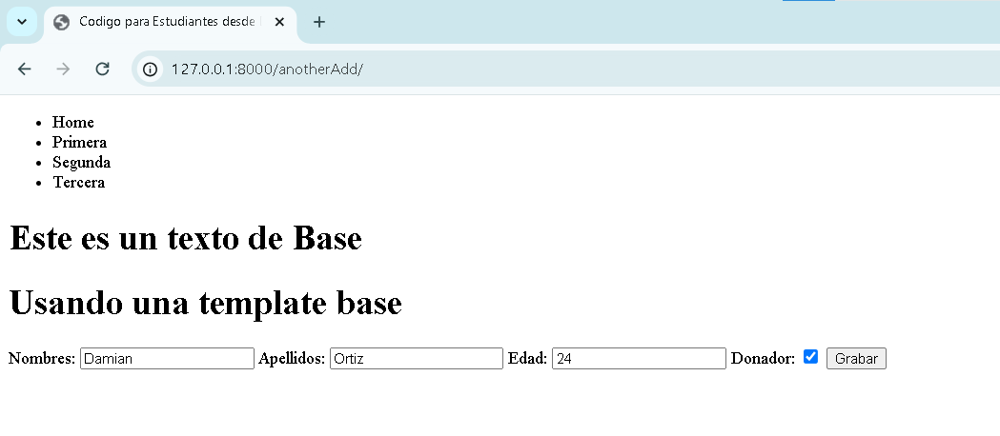 Codigo para Estudiantes desde
127.0.0.1:8000/anotherAdd/
Home
Primera
Segunda
Tercera
Este es un texto de Base
Usando una template base
Nombres: Damian Apellidos: Ortiz Edad: 24 Donador: Grabar